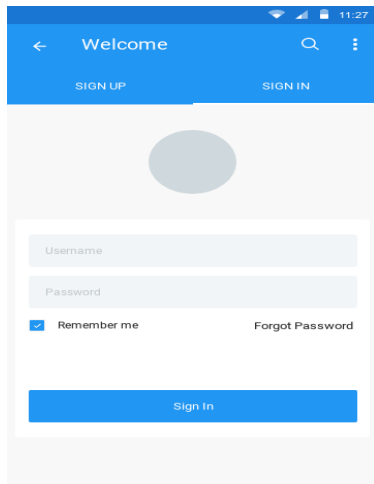 11:27
Welcome
SIGN UP SIGN IN
Username
Password
Remember me Forgot Password
Sign In